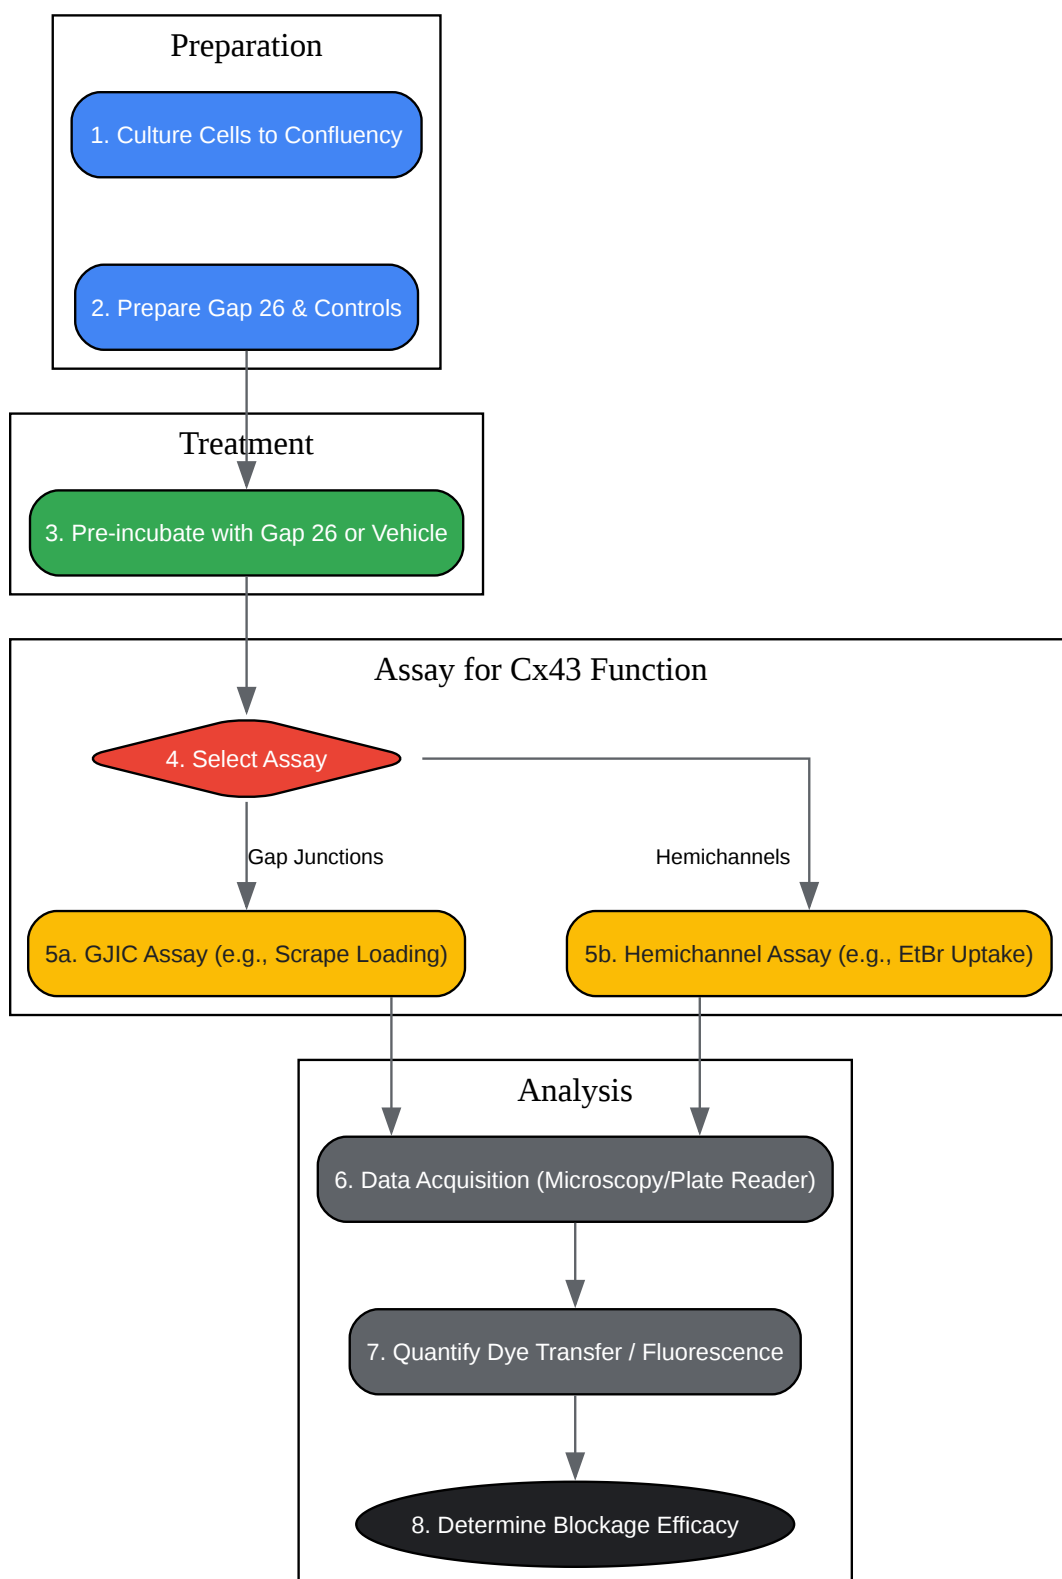 Preparation
1. Culture Cells to Confluency
2. Prepare Gap 26 & Controls
Treatment
3. Pre-incubate with Gap 26 or Vehicle
Assay for Cx43 Function
4. Select Assay
Gap Junctions
Hemichannels
5a. GJIC Assay (e.g., Scrape Loading)
5b. Hemichannel Assay (e.g., EtBr Uptake)
Analysis
6. Data Acquisition (Microscopy/Plate Reader)
7. Quantify Dye Transfer / Fluorescence
8. Determine Blockage Efficacy